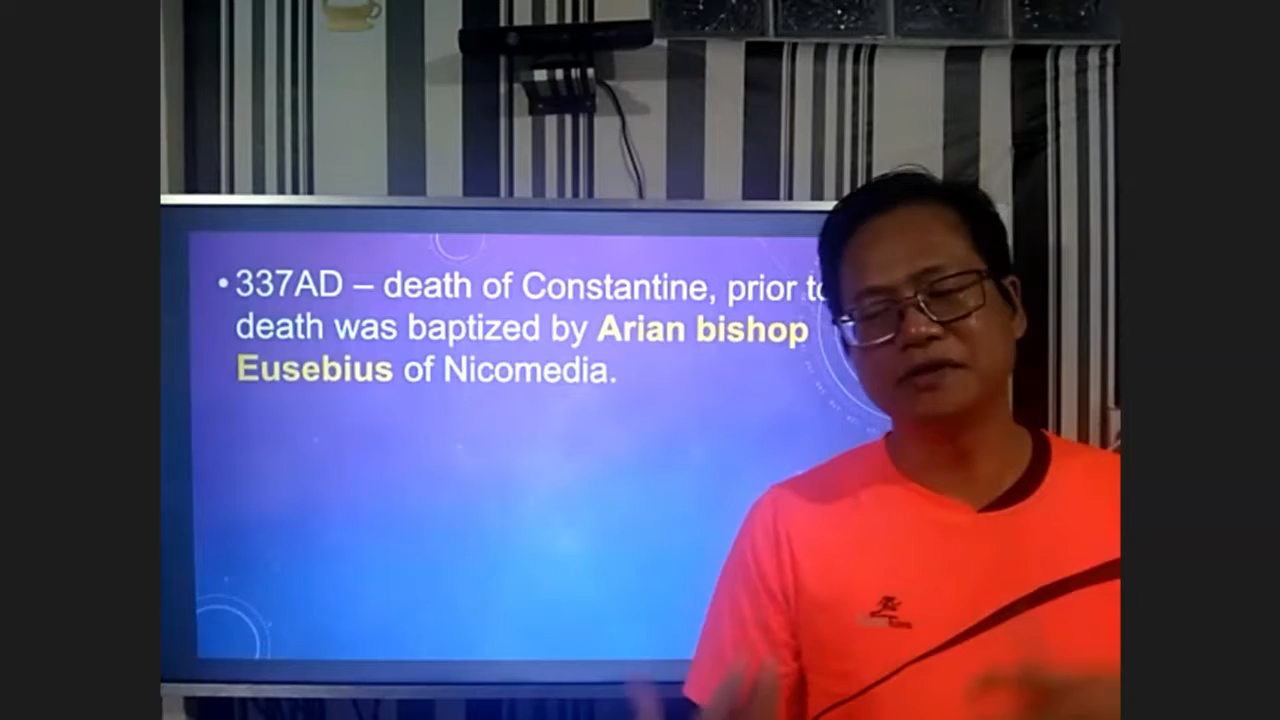 • 337AD – death of Constantine, prior to
death was baptized by Arian bishop
Eusebius of Nicomedia.